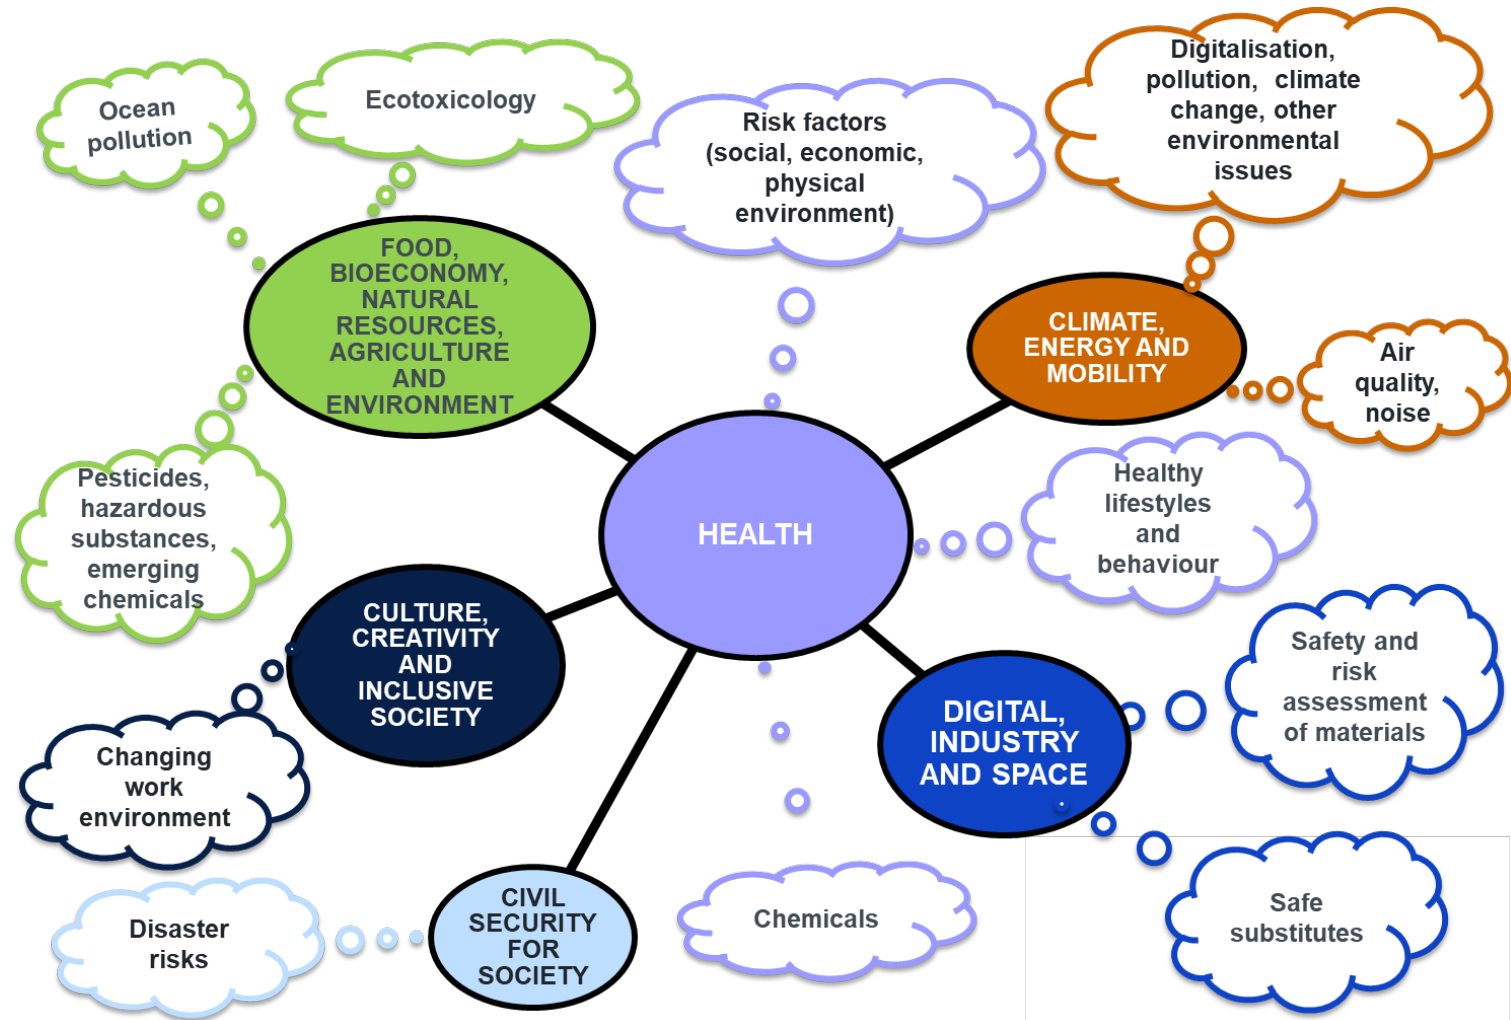 Ocean
pollution
Ecotoxicology
Risk factors
(social, economic,
physical
environment)
Digitalisation,
pollution, climate
change, other
environmental
issues
FOOD,
BIOECONOMY,
NATURAL
RESOURCES,
AGRICULTURE
AND
ENVIRONMENT
CLIMATE,
ENERGY AND
MOBILITY
Air
quality,
noise
Pesticides,
hazardous
substances,
emerging
chemicals
HEALTH
Healthy
lifestyles
and
behaviour
CULTURE,
CREATIVITY
AND
INCLUSIVE
SOCIETY
Safety and
risk
assessment
of materials
DIGITAL,
INDUSTRY
AND SPACE
Changing
work
environment
CIVIL
SECURITY
FOR
SOCIETY
Disaster
risks
Chemicals
Safe
substitutes